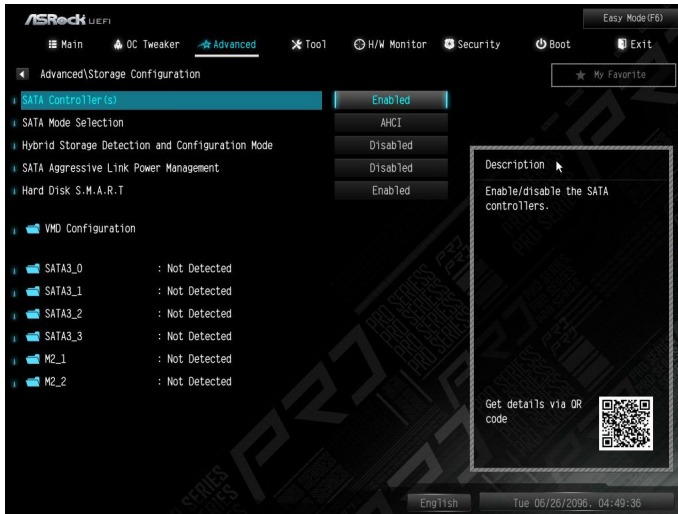 ASRock UEFI
Easy Mode(F6)
Main OC Tweaker Advanced Tool H/W Monitor Security Boot Exit
Advanced\Storage Configuration
My Favorite
SATA Controller(s) Enabled
SATA Mode Selection AHCI
Hybrid Storage Detection and Configuration Mode Disabled
SATA Aggressive Link Power Management Disabled
Hard Disk S.M.A.R.T Enabled
VMD Configuration
SATA3_0 : Not Detected
SATA3_1 : Not Detected
SATA3_2 : Not Detected
SATA3_3 : Not Detected
M2_1 : Not Detected
M2_2 : Not Detected
Description
Enable/disable the SATA
controllers.
Get details via QR
code
PRO SERIES
English
Tue 06/26/2096. 04:49:36